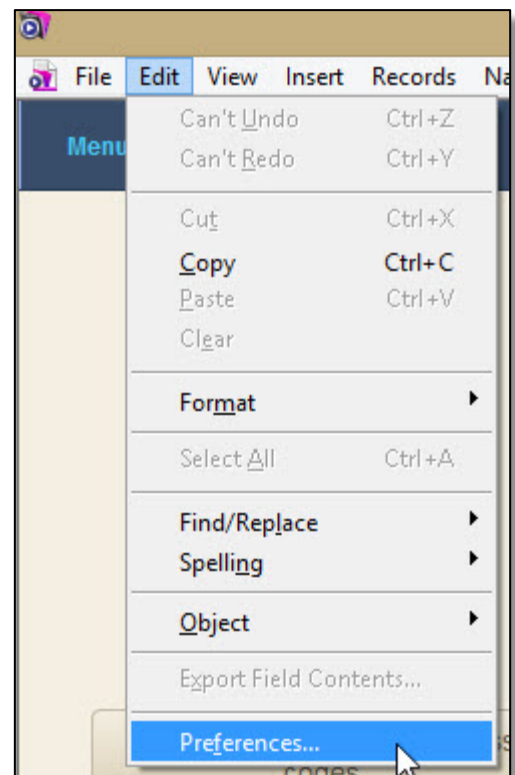 File Edit View Insert Records Na
Menu
Can't Undo Ctrl+Z
Can't Redo Ctrl+Y
Cut Ctrl+X
Copy Ctrl+C
Paste Ctrl+V
Clear
Format
Select All Ctrl+A
Find/Replace
Spelling
Object
Export Field Contents...
Preferences...
codes